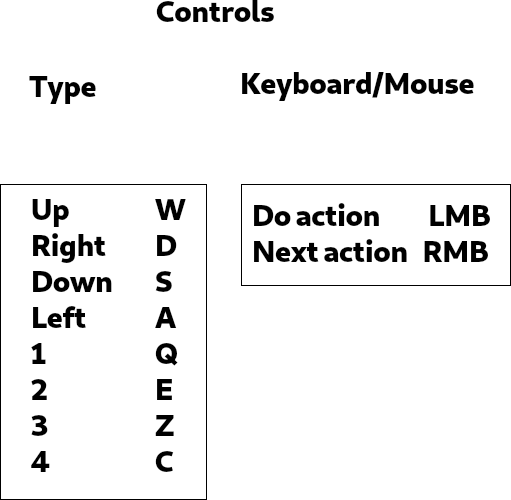 Controls
Type
Keyboard/Mouse
Up W
Right D
Down S
Left A
1 Q
2 E
3 Z
4 C
Do action LMB
Next action RMB